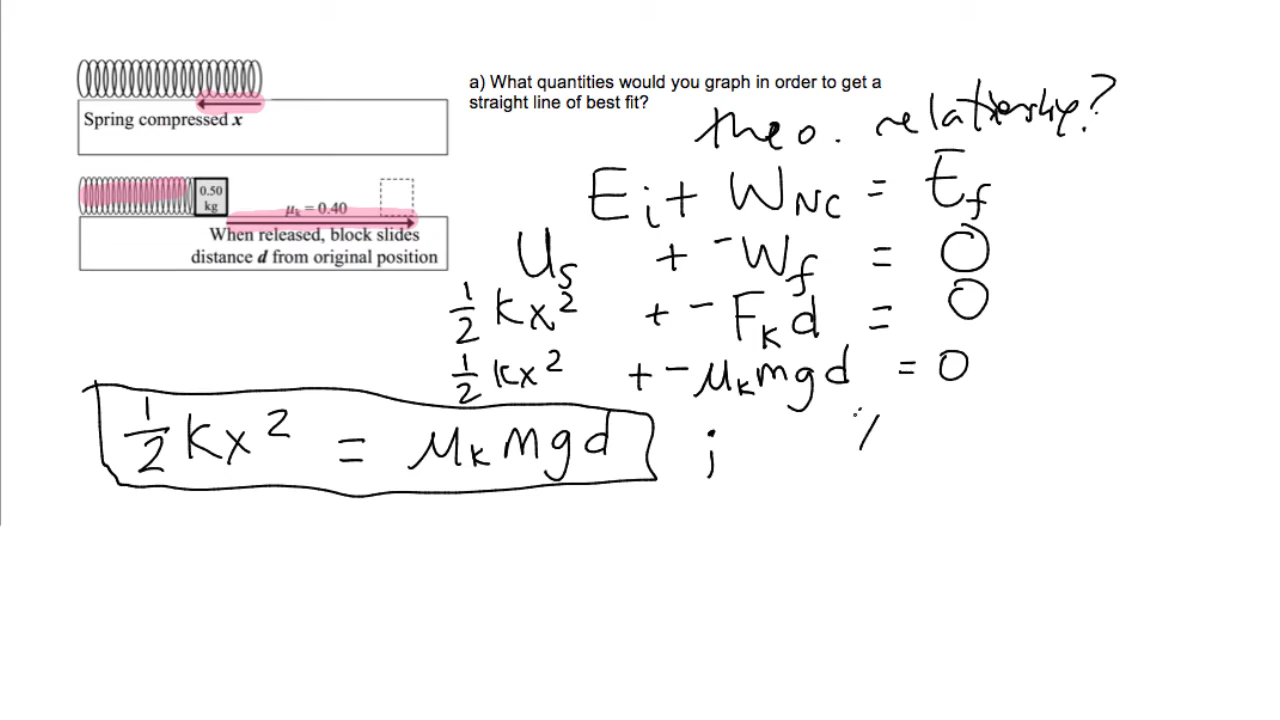 a) What quantities would you graph in order to get a
straight line of best fit?
Spring compressed x
theo. relationship?
0.50
kg
μk = 0.40
When released, block slides
distance d from original position
Ei + WNC = Ef
Us + -Wf = 0
1/2 kx² + -Fk d = 0
1/2 kx² + -μk mgd = 0
1/2 kx² = μk mgd ;